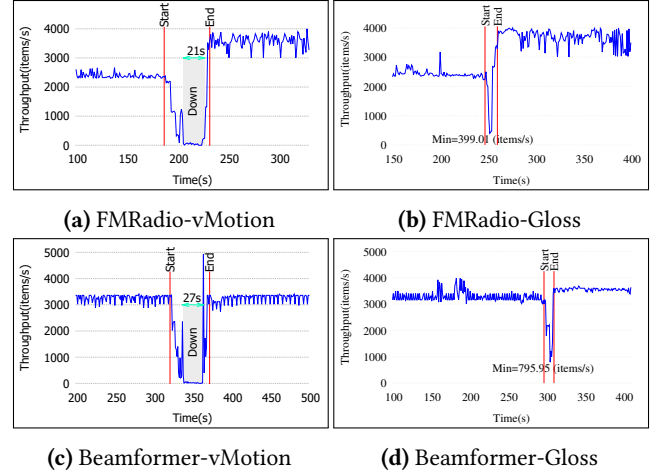 Start
End
5000
4000
3000
2000
1000
0
21s
Down
100
150
200
250
300
Time(s)
Throughput(items/s)
(a) FMRadio-vMotion
Start
End
4000
3000
2000
1000
0
Min=399.01 (items/s)
150
200
250
300
350
400
Time(s)
Throughput(items/s)
(b) FMRadio-Gloss
Start
End
5000
4000
3000
2000
1000
0
27s
Down
200
250
300
350
400
450
500
Time(s)
Throughput(items/s)
(c) Beamformer-vMotion
Start
End
5000
4000
3000
2000
1000
0
Min=795.95 (items/s)
100
150
200
250
300
350
400
Time(s)
Throughput(items/s)
(d) Beamformer-Gloss